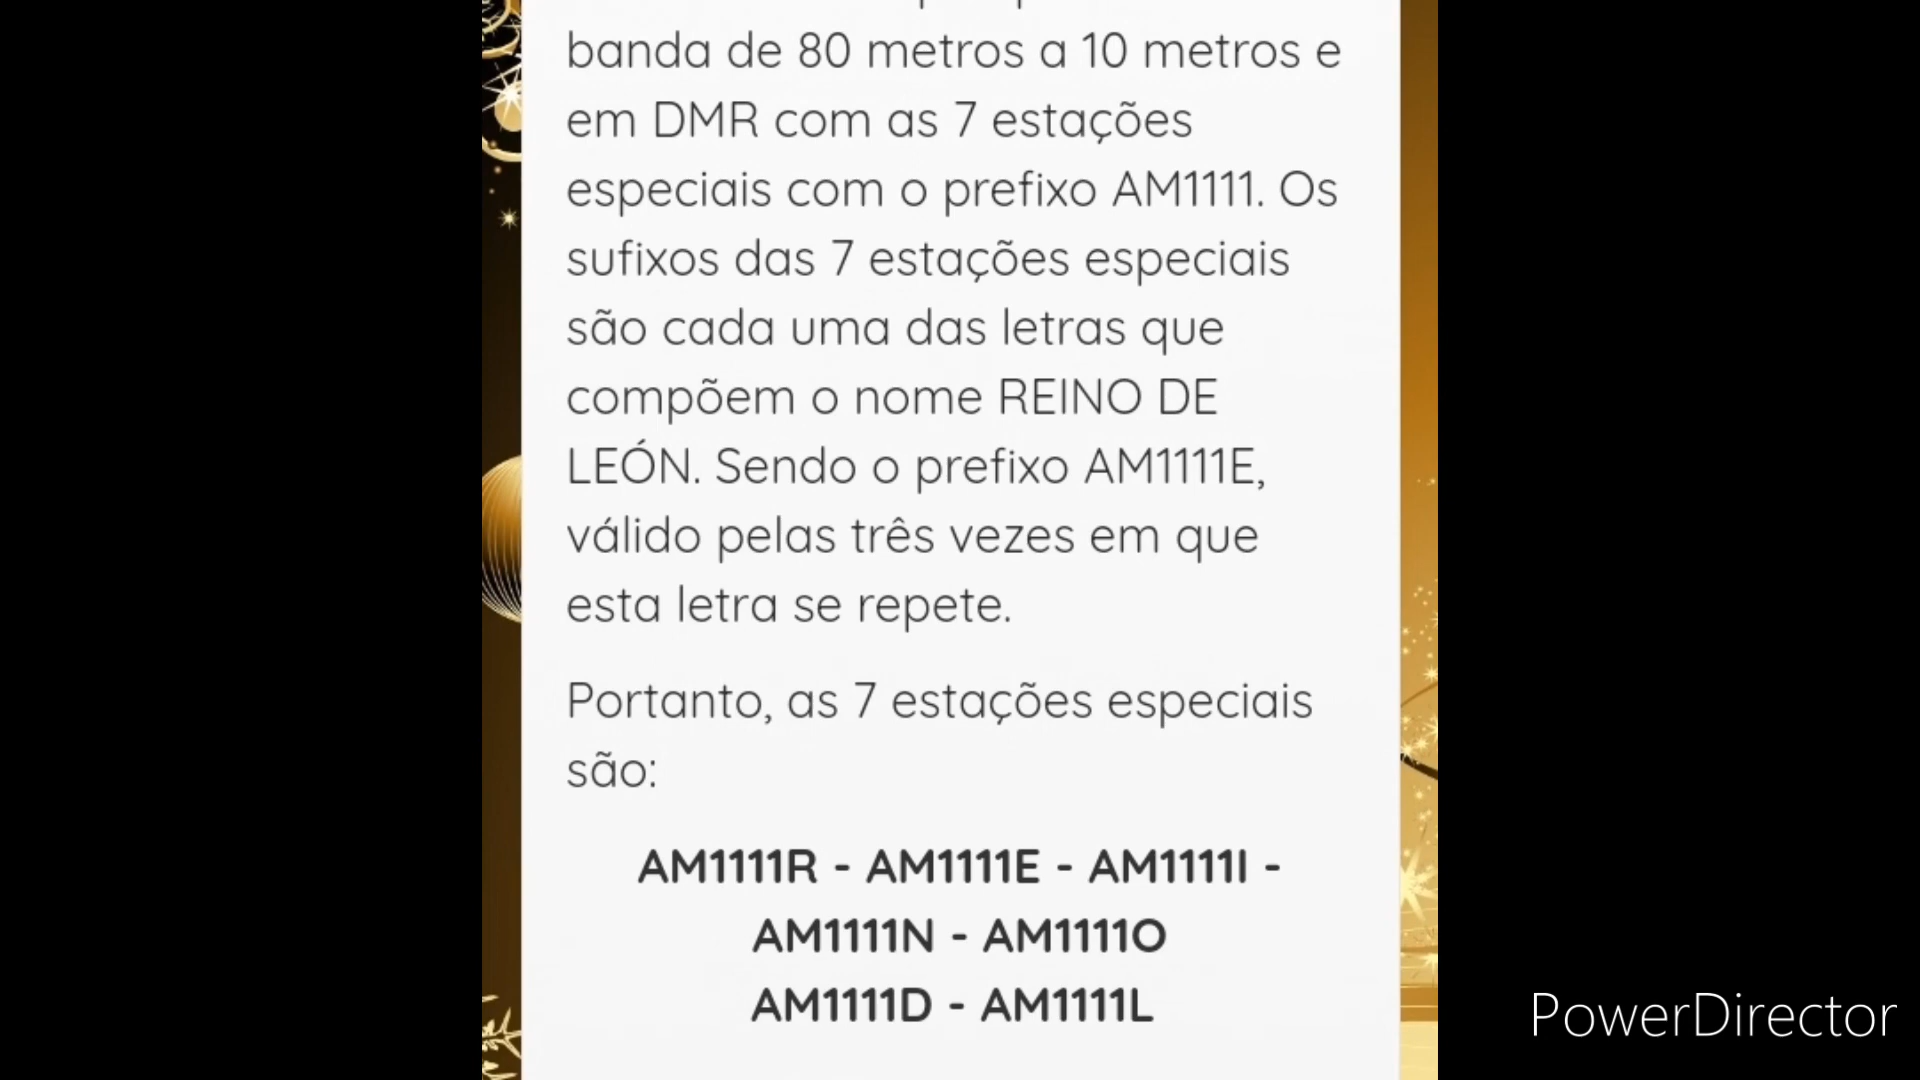 banda de 80 metros a 10 metros e
em DMR com as 7 estações
especiais com o prefixo AM1111. Os
sufixos das 7 estações especiais
são cada uma das letras que
compõem o nome REINO DE
LEÓN. Sendo o prefixo AM1111E,
válido pelas três vezes em que
esta letra se repete.
Portanto, as 7 estações especiais
são:
AM1111R - AM1111E - AM1111I -
AM1111N - AM1111O
AM1111D - AM1111L
PowerDirector